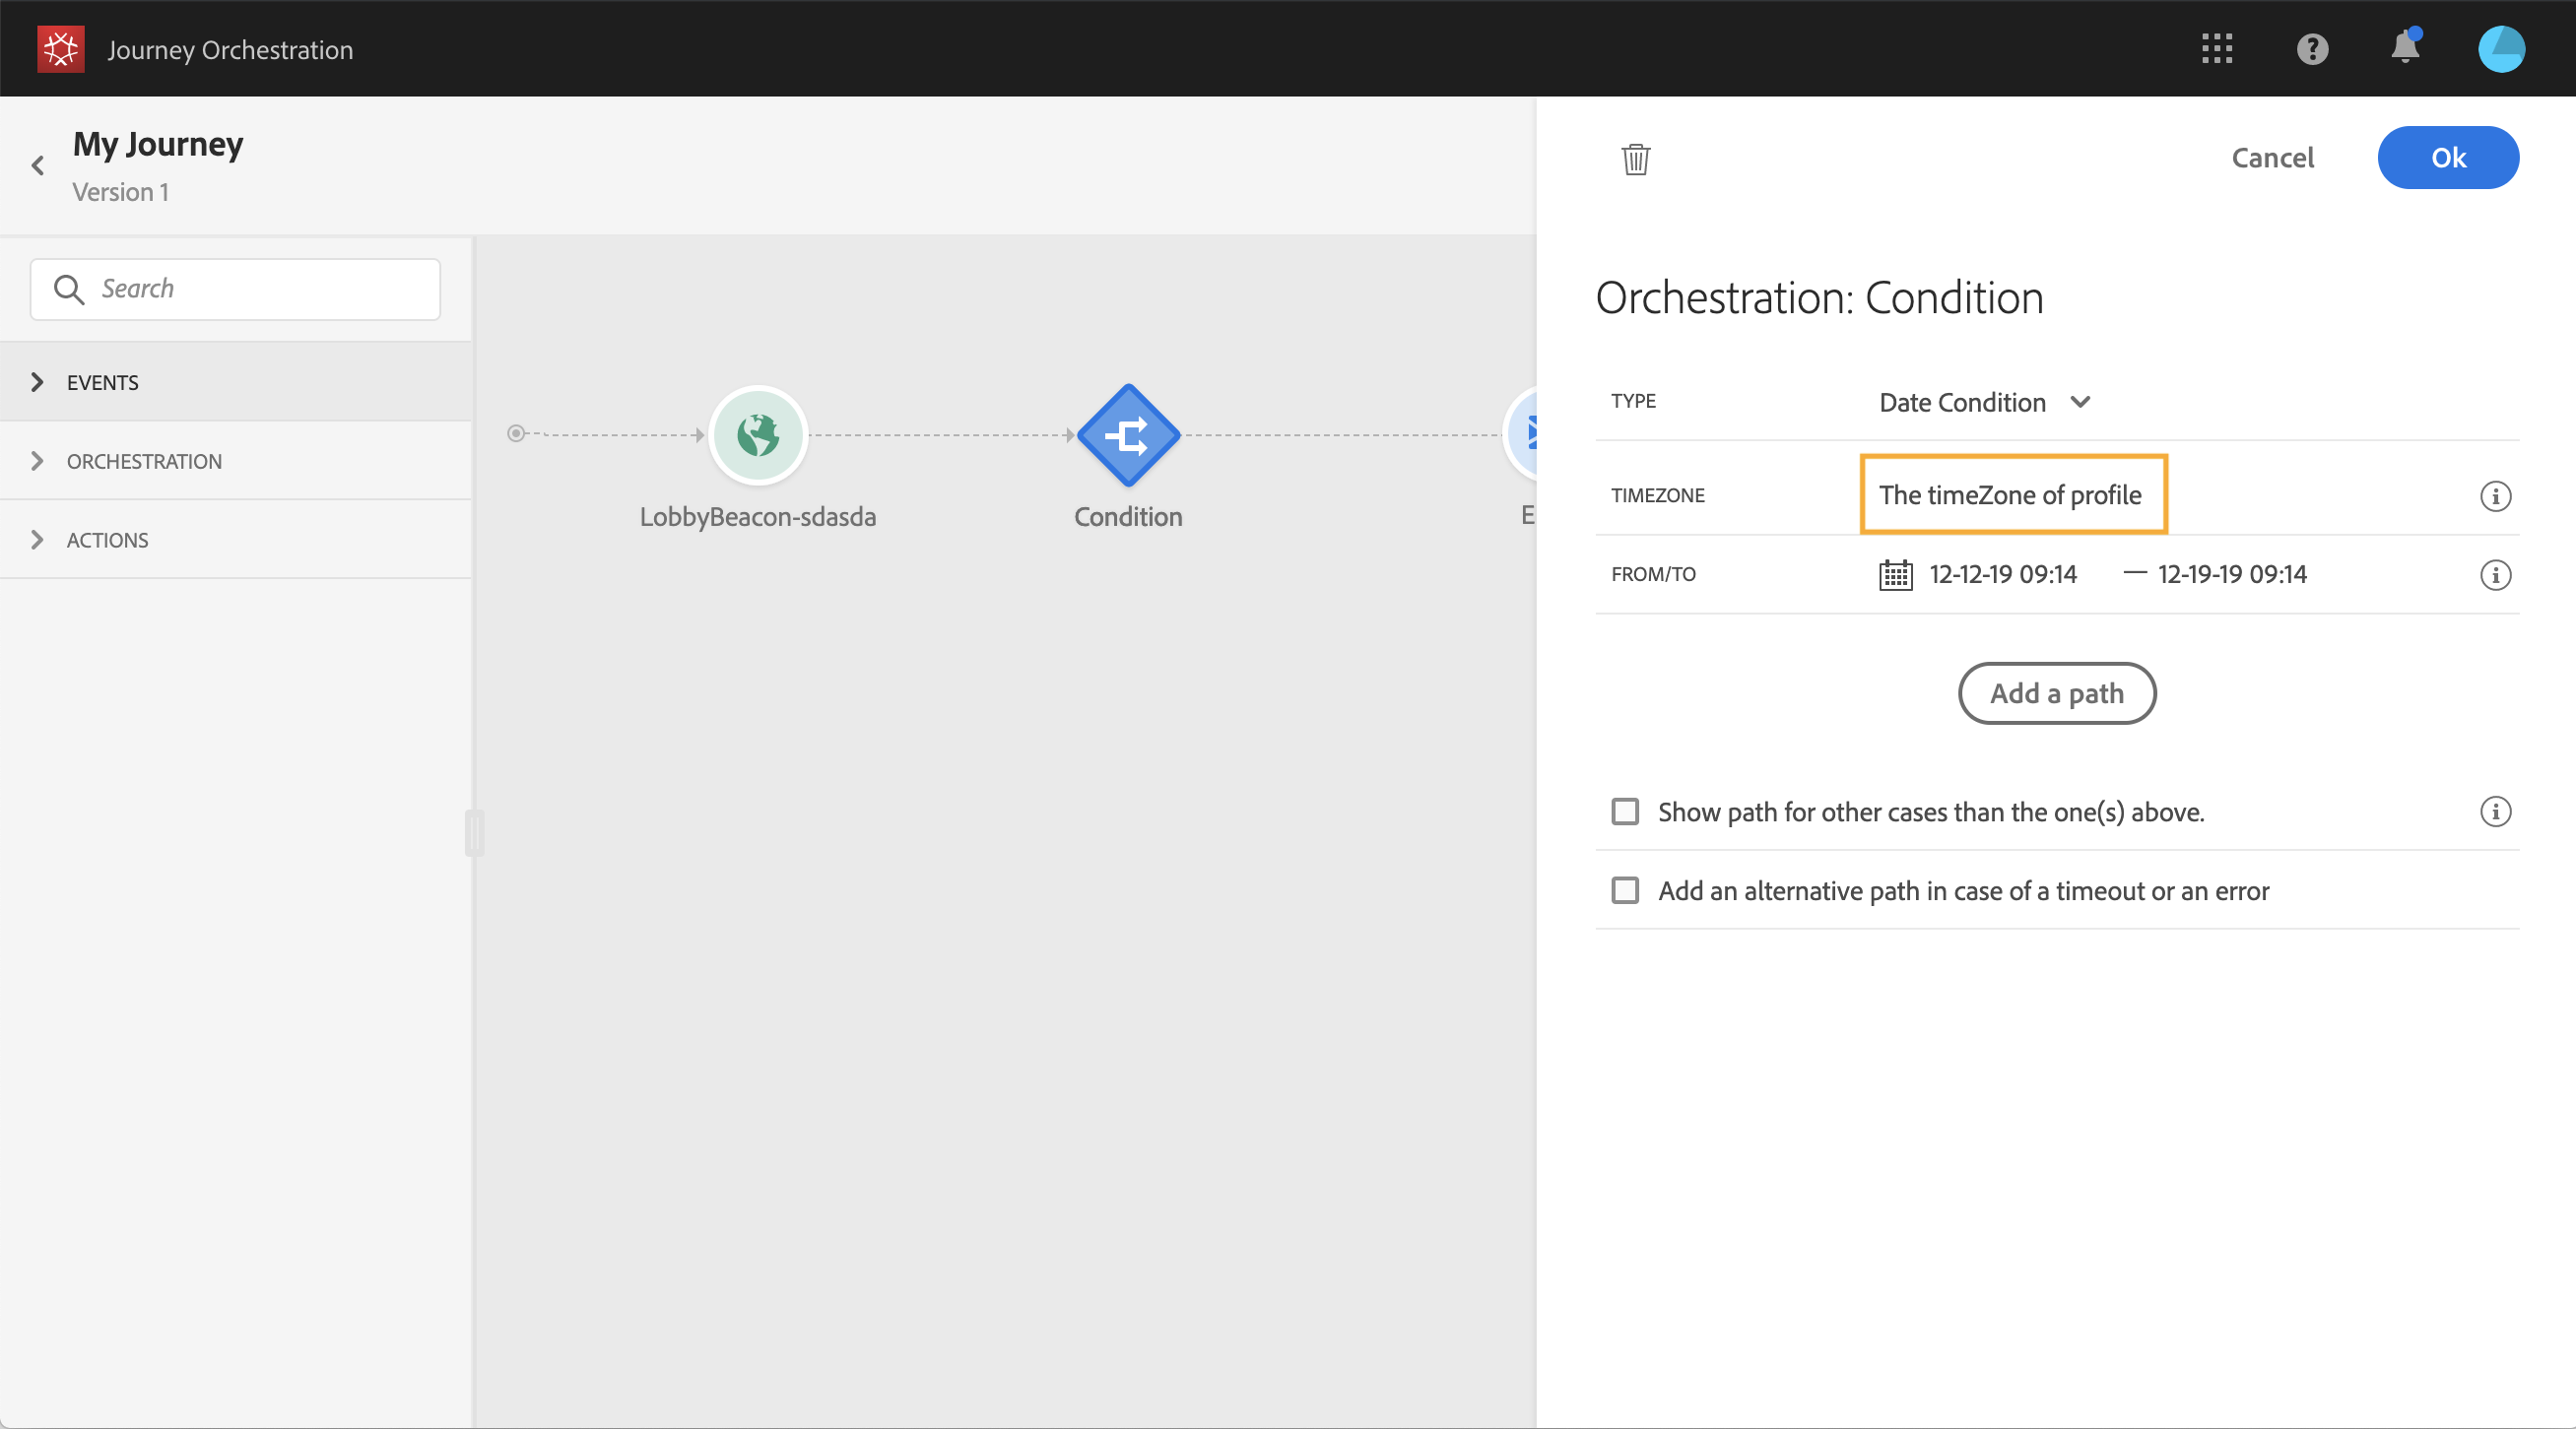 Journey Orchestration
My Journey
Version 1
Cancel
Ok
Search
EVENTS
ORCHESTRATION
ACTIONS
LobbyBeacon-sdasda
Condition
E
Orchestration: Condition
TYPE
Date Condition
TIMEZONE
The timeZone of profile
FROM/TO
12-12-19 09:14 — 12-19-19 09:14
Add a path
Show path for other cases than the one(s) above.
Add an alternative path in case of a timeout or an error